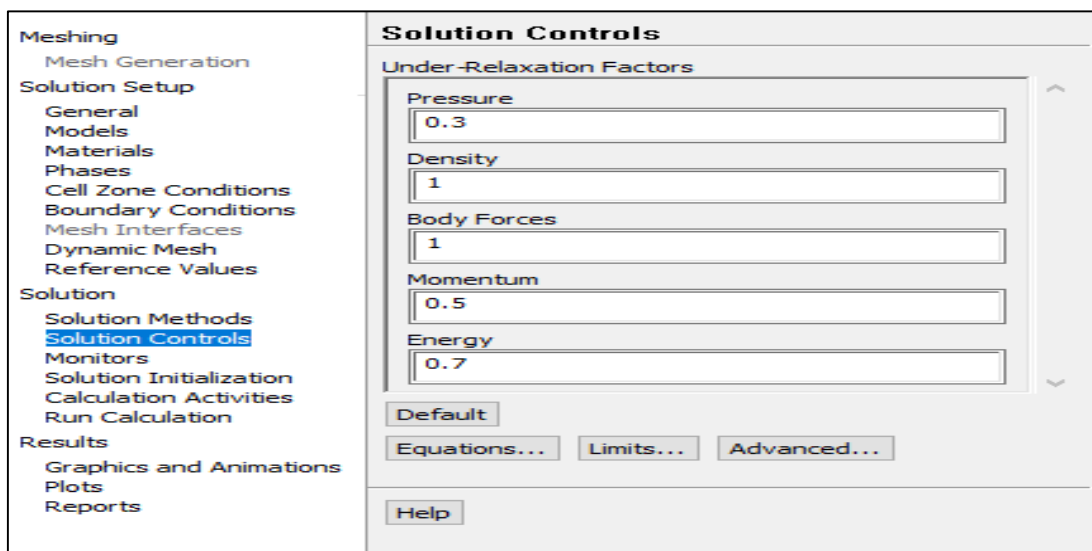 Meshing
Mesh Generation
Solution Setup
General
Models
Materials
Phases
Cell Zone Conditions
Boundary Conditions
Mesh Interfaces
Dynamic Mesh
Reference Values
Solution
Solution Methods
Solution Controls
Monitors
Solution Initialization
Calculation Activities
Run Calculation
Results
Graphics and Animations
Plots
Reports
Solution Controls
Under-Relaxation Factors
Pressure
0.3
Density
1
Body Forces
1
Momentum
0.5
Energy
0.7
Default
Equations... Limits... Advanced...
Help